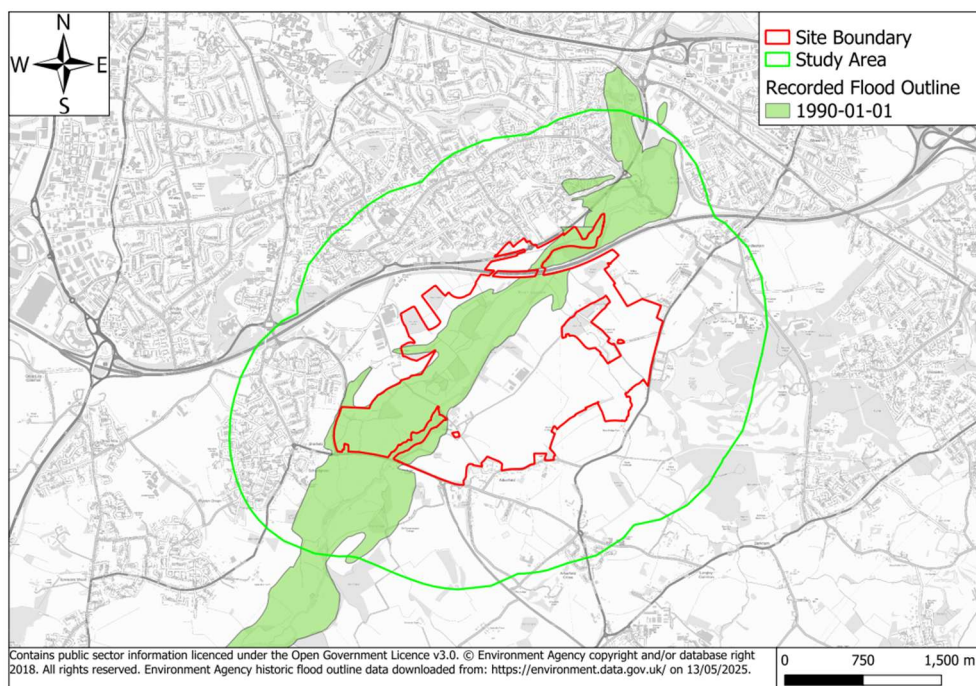 N
W E
S
Site Boundary
Study Area
Recorded Flood Outline
1990-01-01
Contains public sector information licenced under the Open Government Licence v3.0. © Environment Agency copyright and/or database right
2018. All rights reserved. Environment Agency historic flood outline data downloaded from: https://environment.data.gov.uk/ on 13/05/2025.
0 750 1,500 m